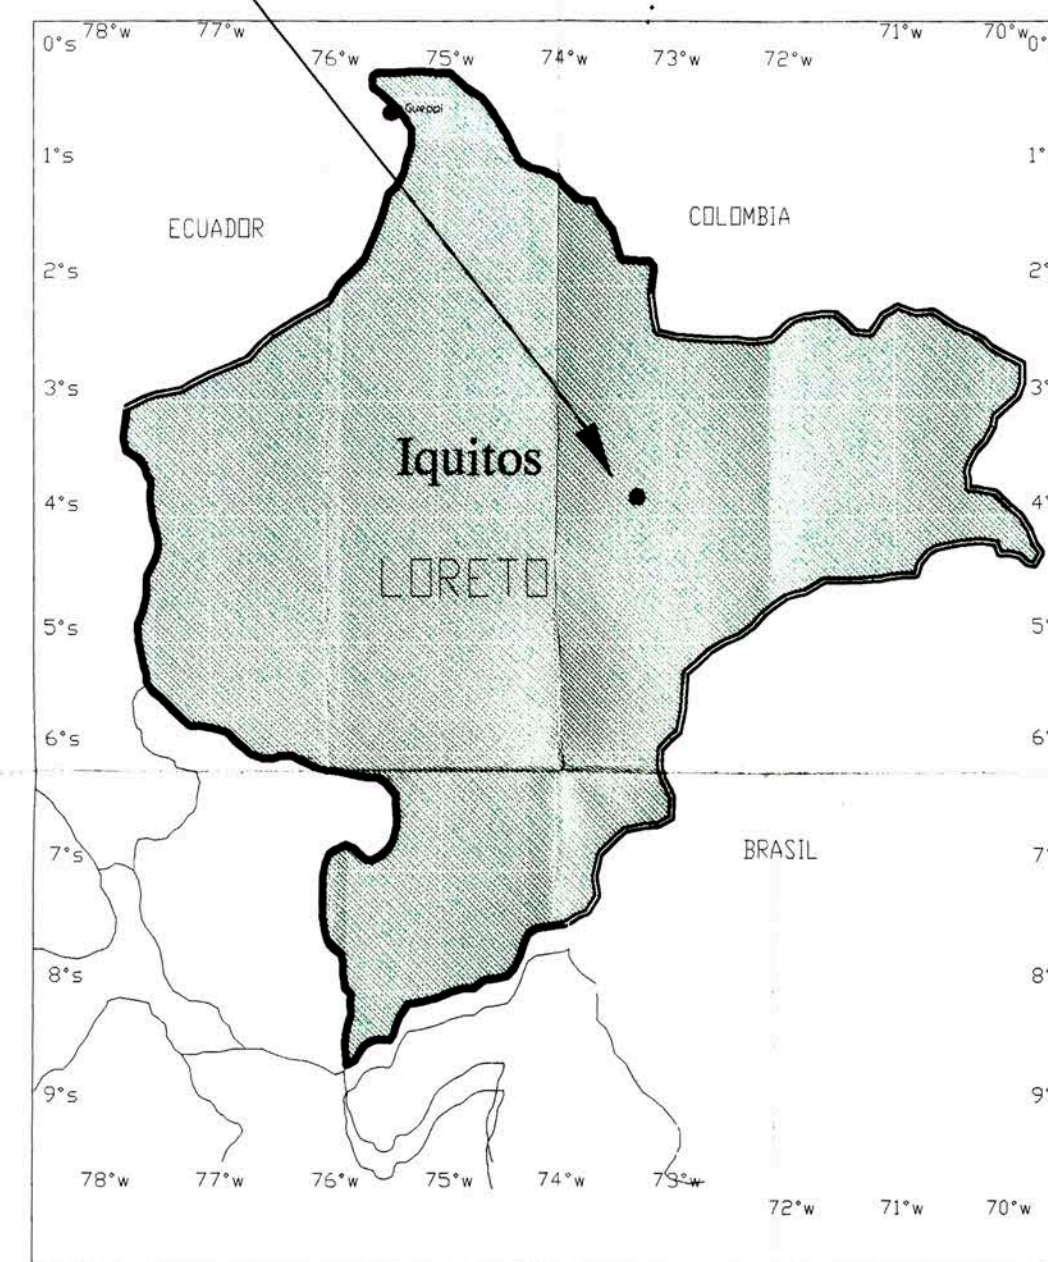 78°w 77°w 71°w 70°w
0°s 0°
76°w 75°w 74°w 73°w 72°w
Gueppi
1°s 1°
ECUADOR COLOMBIA
2°s 2°
3°s 3°
Iquitos
4°s 4°
LORETO
5°s 5°
6°s 6°
7°s BRASIL 7°
8°s 8°
9°s 9°
78°w 77°w 76°w 75°w 74°w 73°w
72°w 71°w 70°w